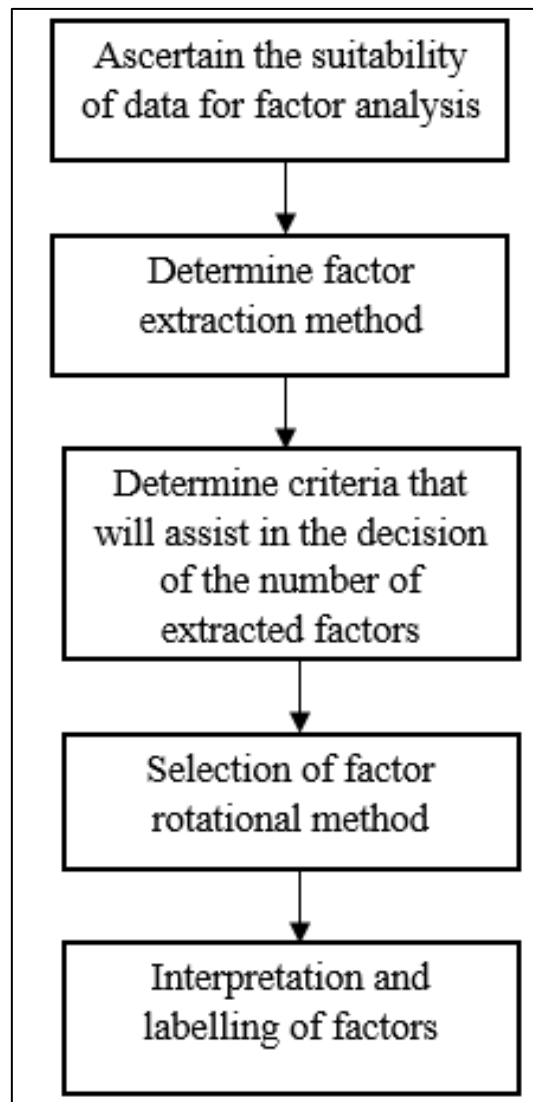 Ascertain the suitability
of data for factor analysis
Determine factor
extraction method
Determine criteria that
will assist in the decision
of the number of
extracted factors
Selection of factor
rotational method
Interpretation and
labelling of factors